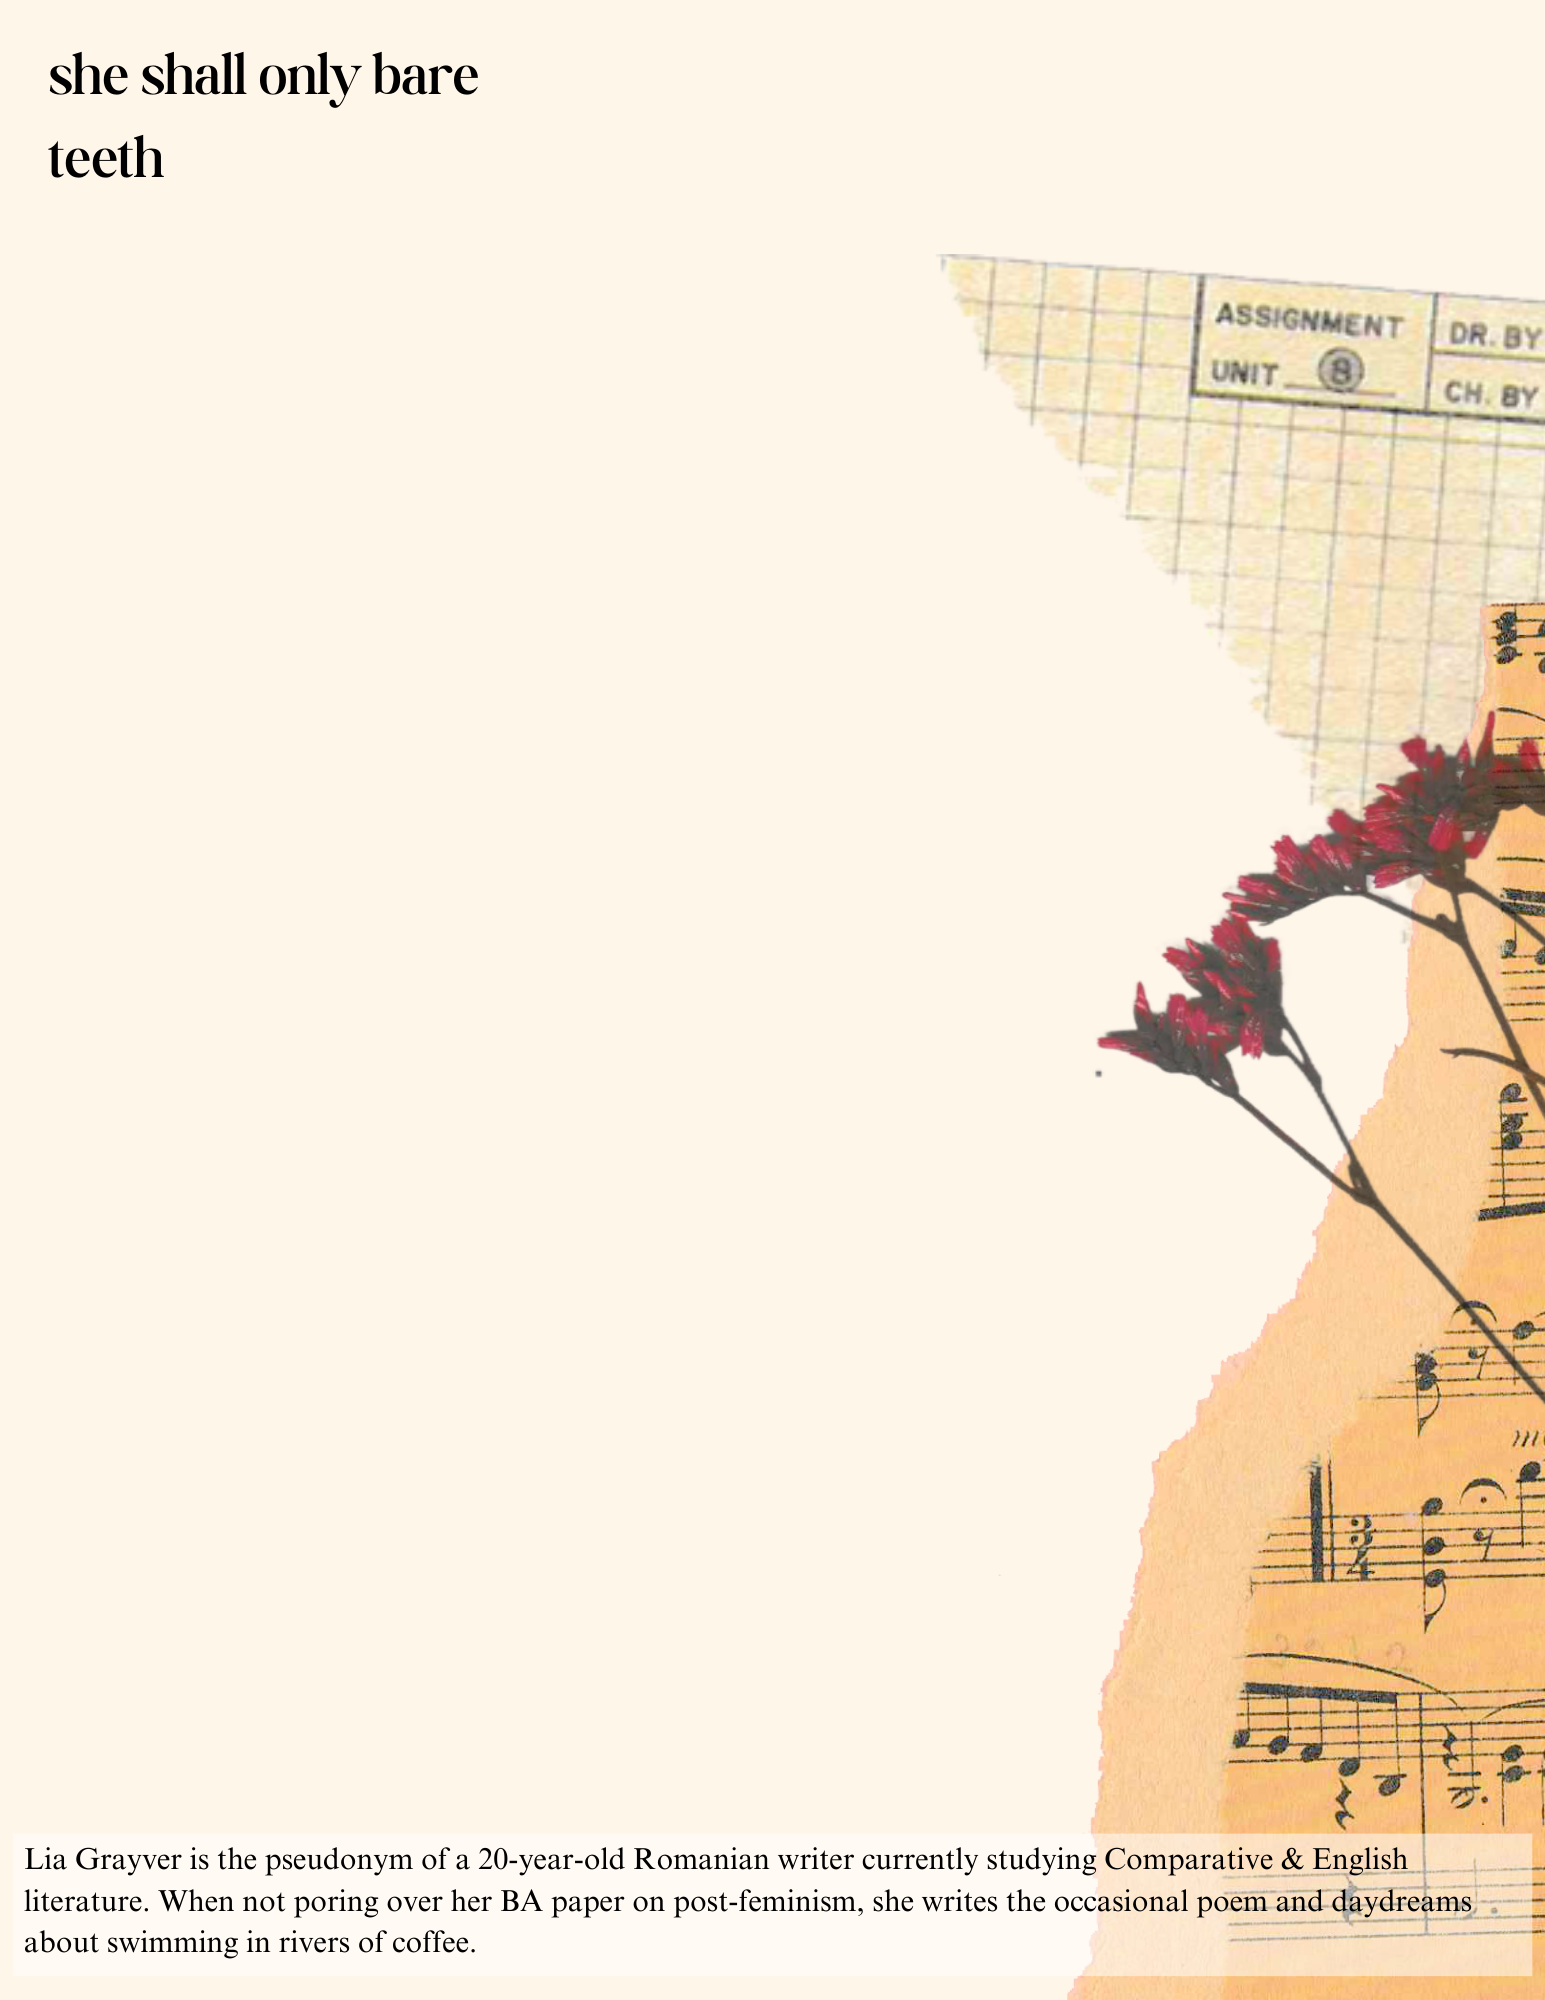 she shall only bare
teeth
ASSIGNMENT
UNIT 8
DR. BY
CH. BY
3
4
Lia Grayver is the pseudonym of a 20-year-old Romanian writer currently studying Comparative & English
literature. When not poring over her BA paper on post-feminism, she writes the occasional poem and daydreams
about swimming in rivers of coffee.